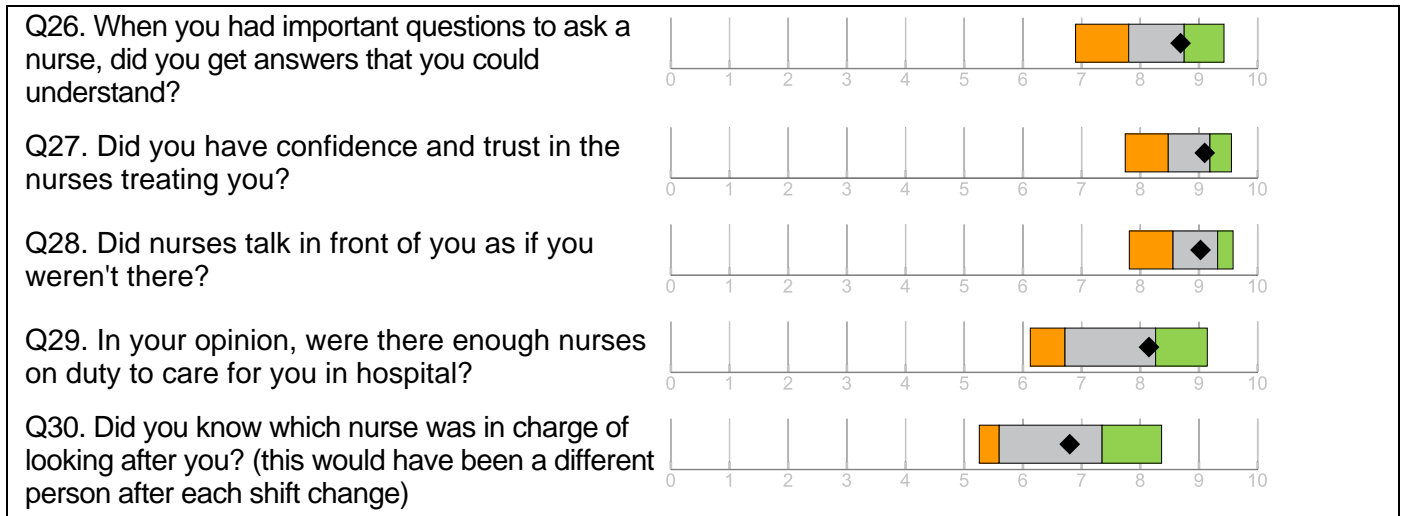 Q26. When you had important questions to ask a
nurse, did you get answers that you could
understand?
0 1 2 3 4 5 6 7 8 9 10
Q27. Did you have confidence and trust in the
nurses treating you?
0 1 2 3 4 5 6 7 8 9 10
Q28. Did nurses talk in front of you as if you
weren't there?
0 1 2 3 4 5 6 7 8 9 10
Q29. In your opinion, were there enough nurses
on duty to care for you in hospital?
0 1 2 3 4 5 6 7 8 9 10
Q30. Did you know which nurse was in charge of
looking after you? (this would have been a different
person after each shift change)
0 1 2 3 4 5 6 7 8 9 10